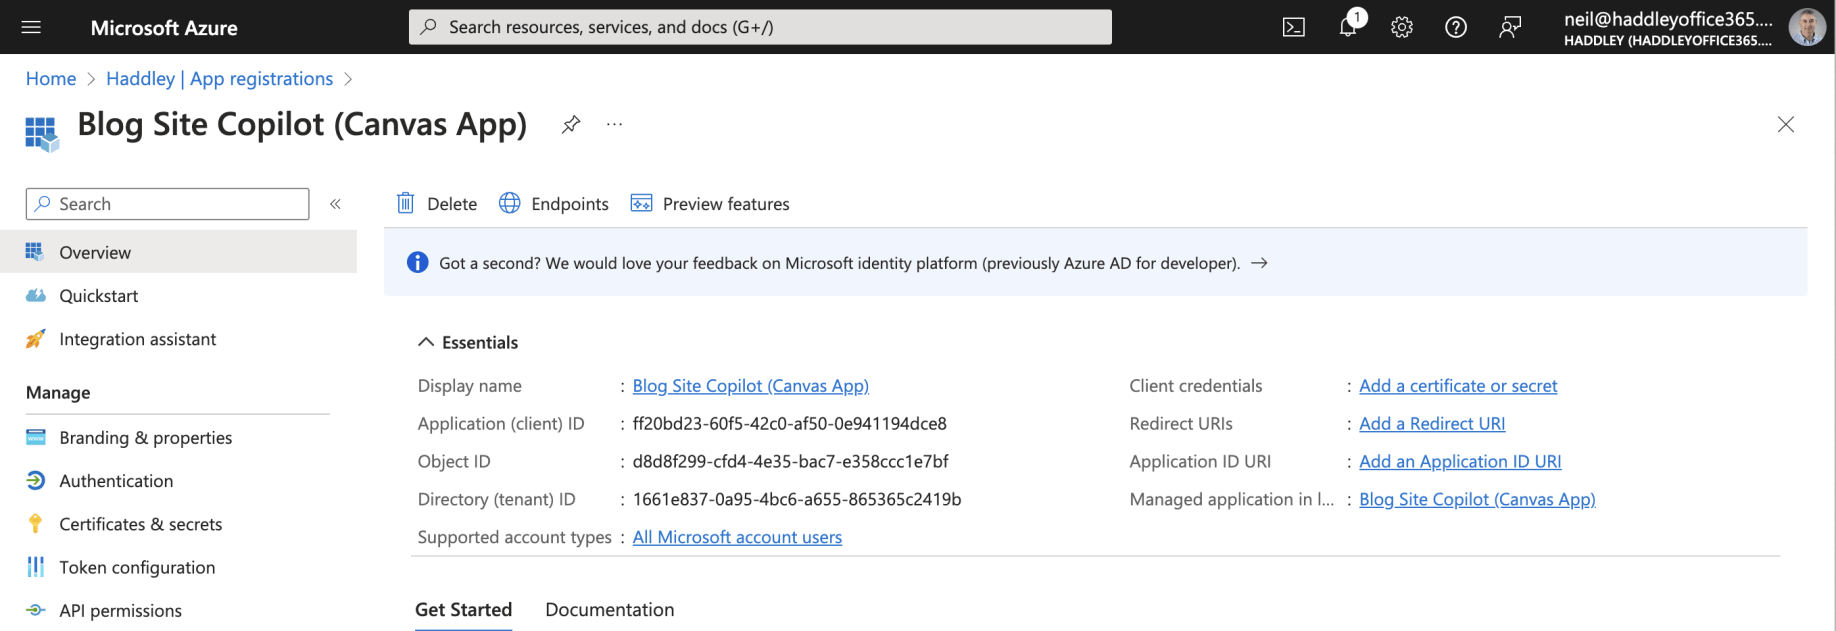 Microsoft Azure
Search resources, services, and docs (G+/)
1
neil@haddleyoffice365....
HADDLEY (HADDLEYOFFICE365....
Home > Haddley | App registrations >
Blog Site Copilot (Canvas App)
...
Search
«
Delete
Endpoints
Preview features
Overview
Quickstart
Integration assistant
Manage
Branding & properties
Authentication
Certificates & secrets
Token configuration
API permissions
Got a second? We would love your feedback on Microsoft identity platform (previously Azure AD for developer). →
Essentials
Display name : Blog Site Copilot (Canvas App)
Application (client) ID : ff20bd23-60f5-42c0-af50-0e941194dce8
Object ID : d8d8f299-cfd4-4e35-bac7-e358ccc1e7bf
Directory (tenant) ID : 1661e837-0a95-4bc6-a655-865365c2419b
Supported account types : All Microsoft account users
Client credentials : Add a certificate or secret
Redirect URIs : Add a Redirect URI
Application ID URI : Add an Application ID URI
Managed application in l... : Blog Site Copilot (Canvas App)
Get Started
Documentation